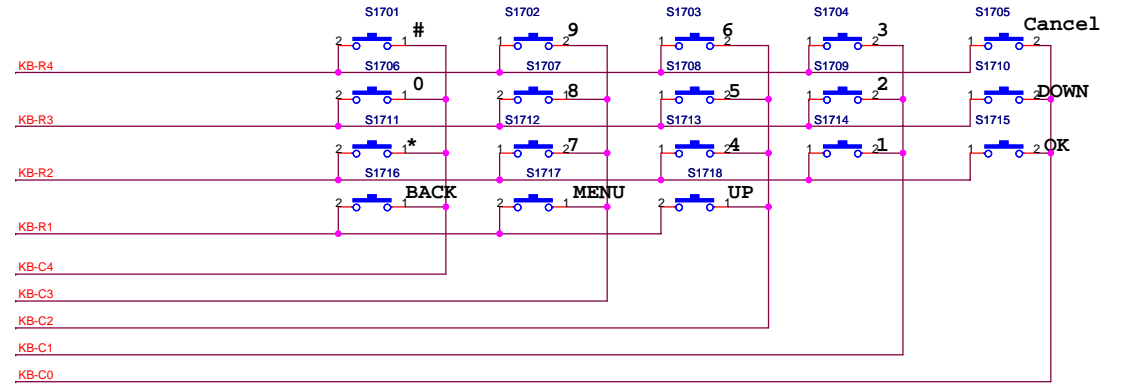 S1701 S1702 S1703 S1704 S1705
# 9 6 3 Cancel
2 1 1 2 1 2 1 2 1 2
KB-R4
S1706 S1707 S1708 S1709 S1710
0 8 5 2 DOWN
2 1 2 1 1 2 1 2 1 2
KB-R3
S1711 S1712 S1713 S1714 S1715
* 7 4 1 OK
2 1 1 2 1 2 1 2 1 2
KB-R2
S1716 S1717 S1718
BACK MENU UP
2 1 2 1 2 1
KB-R1
KB-C4
KB-C3
KB-C2
KB-C1
KB-C0